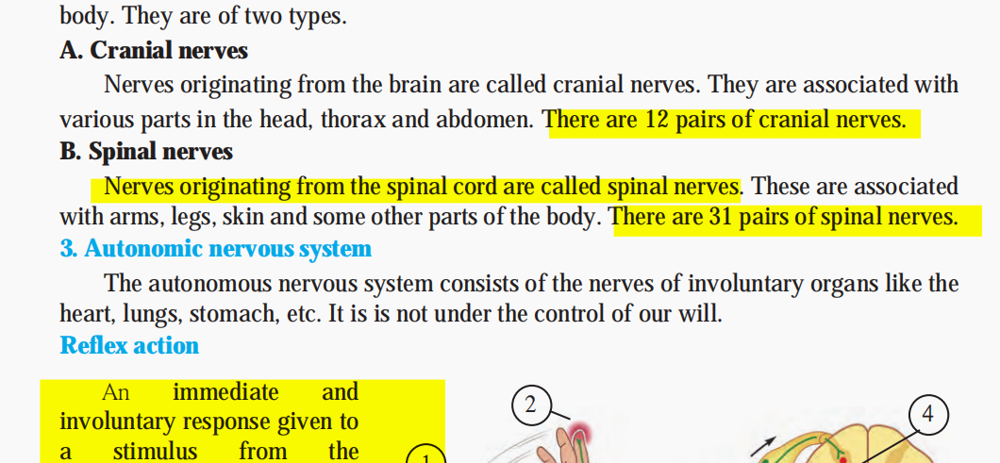 body. They are of two types.
A. Cranial nerves
Nerves originating from the brain are called cranial nerves. They are associated with
various parts in the head, thorax and abdomen. There are 12 pairs of cranial nerves.
B. Spinal nerves
Nerves originating from the spinal cord are called spinal nerves. These are associated
with arms, legs, skin and some other parts of the body. There are 31 pairs of spinal nerves.
3. Autonomic nervous system
The autonomous nervous system consists of the nerves of involuntary organs like the
heart, lungs, stomach, etc. It is is not under the control of our will.
Reflex action
An immediate and
involuntary response given to
a stimulus from the
2
4
1